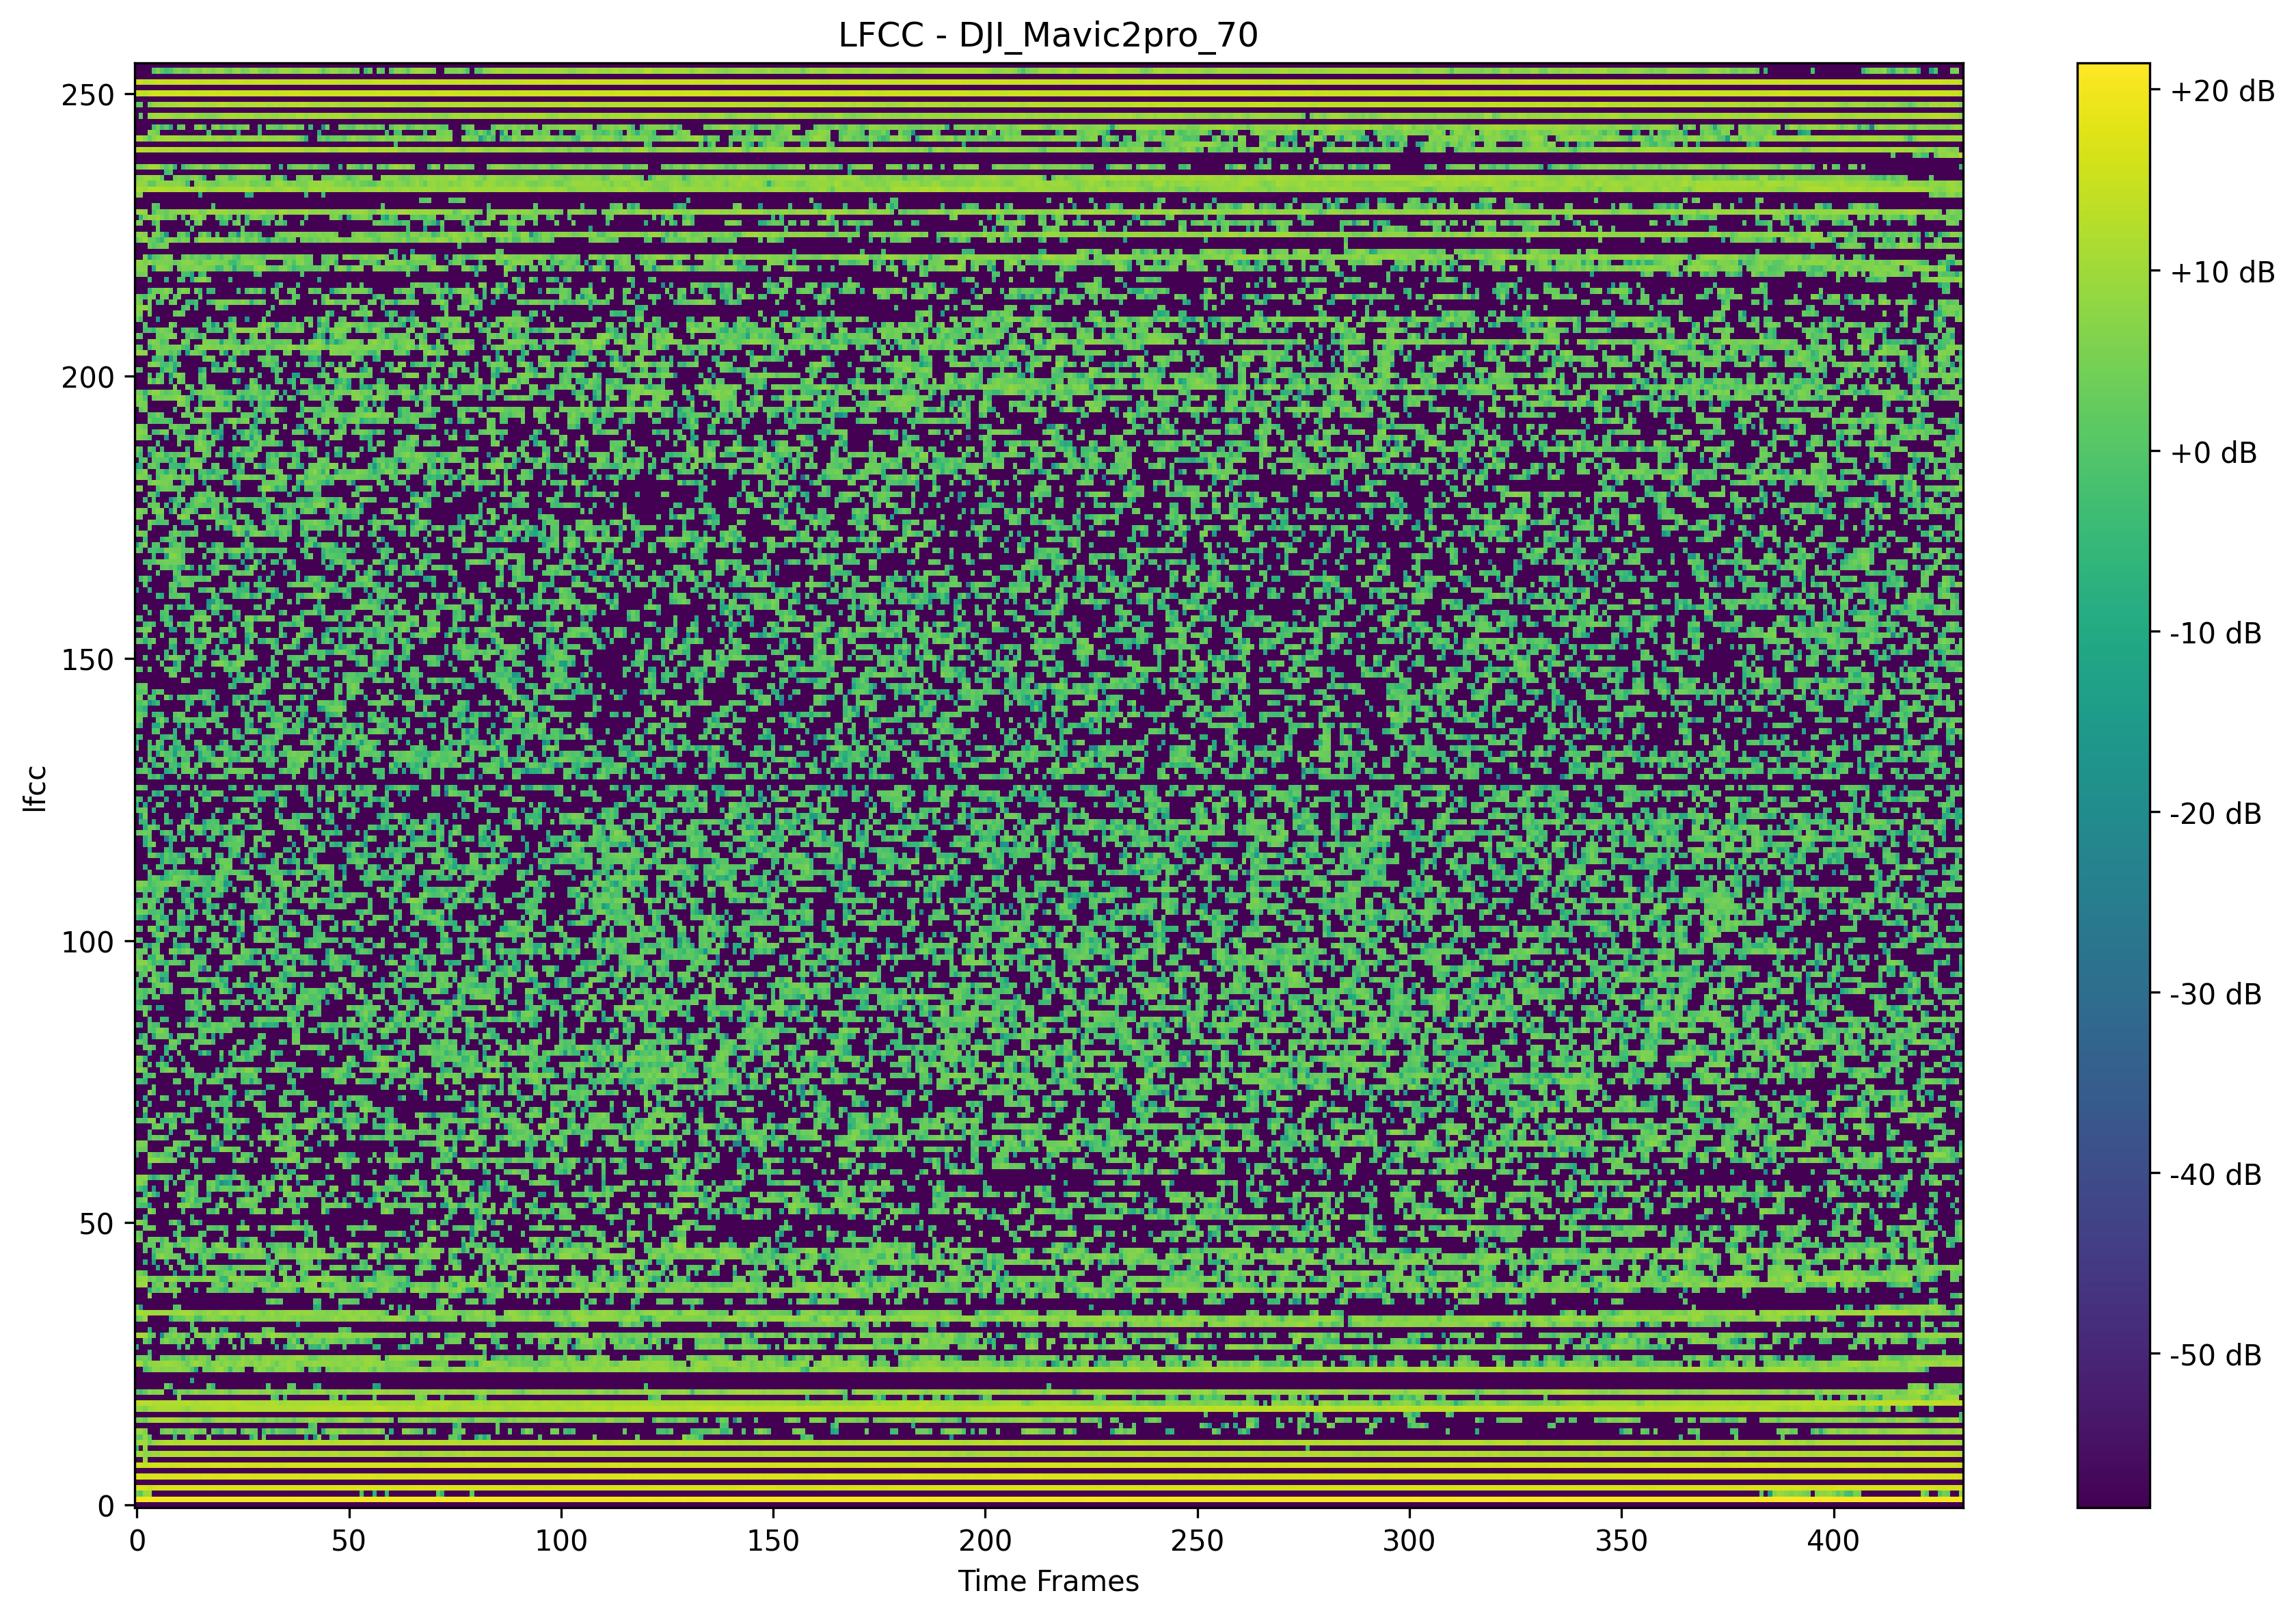 LFCC - DJI_Mavic2pro_70
250
200
150
100
50
0
lfcc
0 50 100 150 200 250 300 350 400
Time Frames
+20 dB
+10 dB
+0 dB
-10 dB
-20 dB
-30 dB
-40 dB
-50 dB